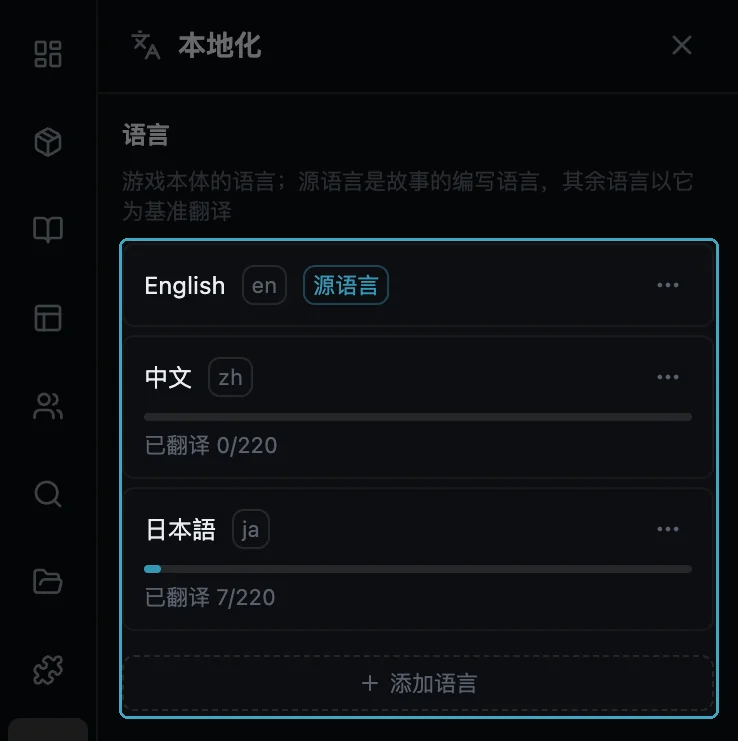 本地化
语言
游戏本体的语言；源语言是故事的编写语言，其余语言以它
为基准翻译
English en 源语言
中文 zh
已翻译 0/220
日本語 ja
已翻译 7/220
+ 添加语言